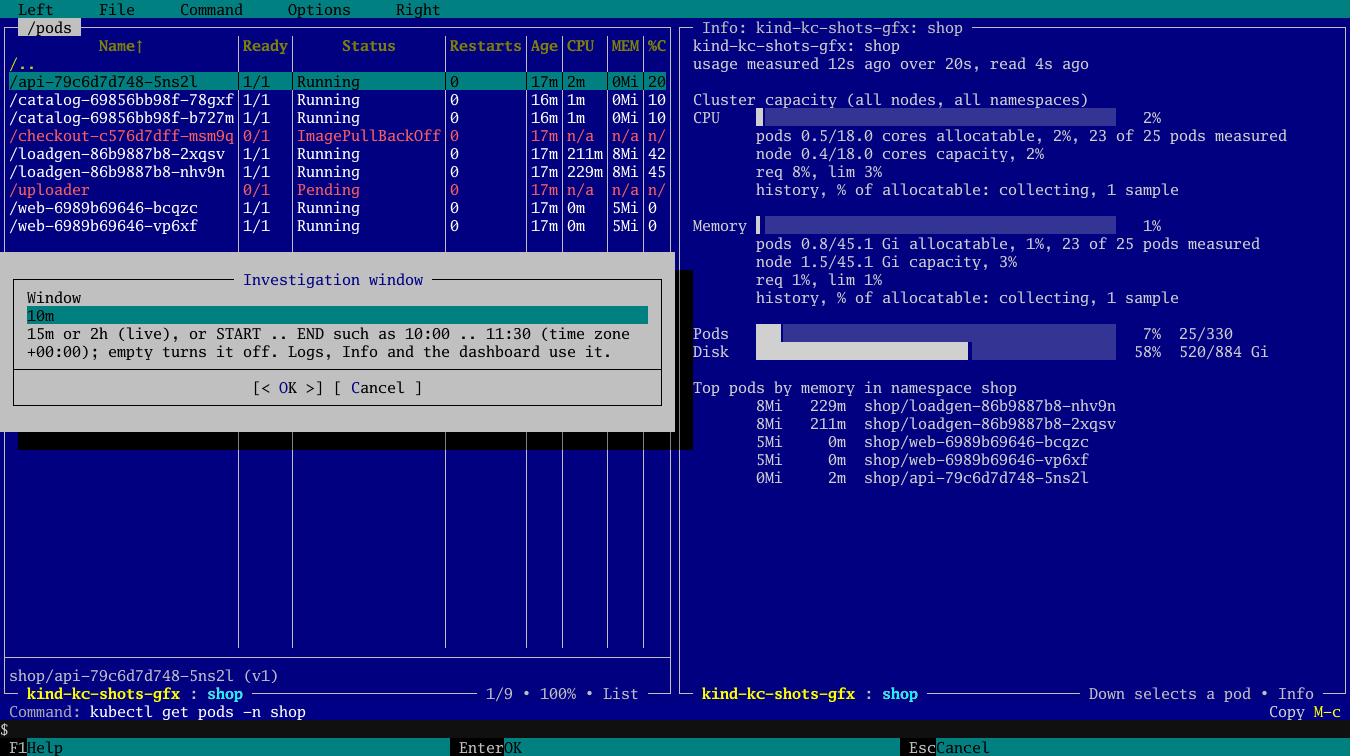 Left File Command Options Right
/pods
Name↑ Ready Status Restarts Age CPU MEM %C
/..
/api-79c6d7d748-5ns2l 1/1 Running 0 17m 2m 0Mi 20
/catalog-69856bb98f-78gxf 1/1 Running 0 16m 1m 0Mi 10
/catalog-69856bb98f-b727m 1/1 Running 0 16m 1m 0Mi 10
/checkout-c576d7dff-msm9q 0/1 ImagePullBackOff 0 17m n/a n/a n/
/loadgen-86b9887b8-2xqsv 1/1 Running 0 17m 211m 8Mi 42
/loadgen-86b9887b8-nhv9n 1/1 Running 0 17m 229m 8Mi 45
/uploader 0/1 Pending 0 17m n/a n/a n/
/web-6989b69646-bcqzc 1/1 Running 0 17m 0m 5Mi 0
/web-6989b69646-vp6xf 1/1 Running 0 17m 0m 5Mi 0
Investigation window
Window
10m
15m or 2h (live), or START .. END such as 10:00 .. 11:30 (time zone
+00:00); empty turns it off. Logs, Info and the dashboard use it.
[< OK >] [ Cancel ]
shop/api-79c6d7d748-5ns2l (v1)
kind-kc-shots-gfx : shop 1/9 • 100% • List
Info: kind-kc-shots-gfx: shop
kind-kc-shots-gfx: shop
usage measured 12s ago over 20s, read 4s ago
Cluster capacity (all nodes, all namespaces)
CPU 2%
pods 0.5/18.0 cores allocatable, 2%, 23 of 25 pods measured
node 0.4/18.0 cores capacity, 2%
req 8%, lim 3%
history, % of allocatable: collecting, 1 sample
Memory 1%
pods 0.8/45.1 Gi allocatable, 1%, 23 of 25 pods measured
node 1.5/45.1 Gi capacity, 3%
req 1%, lim 1%
history, % of allocatable: collecting, 1 sample
Pods 7% 25/330
Disk 58% 520/884 Gi
Top pods by memory in namespace shop
8Mi 229m shop/loadgen-86b9887b8-nhv9n
8Mi 211m shop/loadgen-86b9887b8-2xqsv
5Mi 0m shop/web-6989b69646-bcqzc
5Mi 0m shop/web-6989b69646-vp6xf
0Mi 2m shop/api-79c6d7d748-5ns2l
kind-kc-shots-gfx : shop Down selects a pod • Info
Command: kubectl get pods -n shop Copy M-c
$
F1Help EnterOK EscCancel